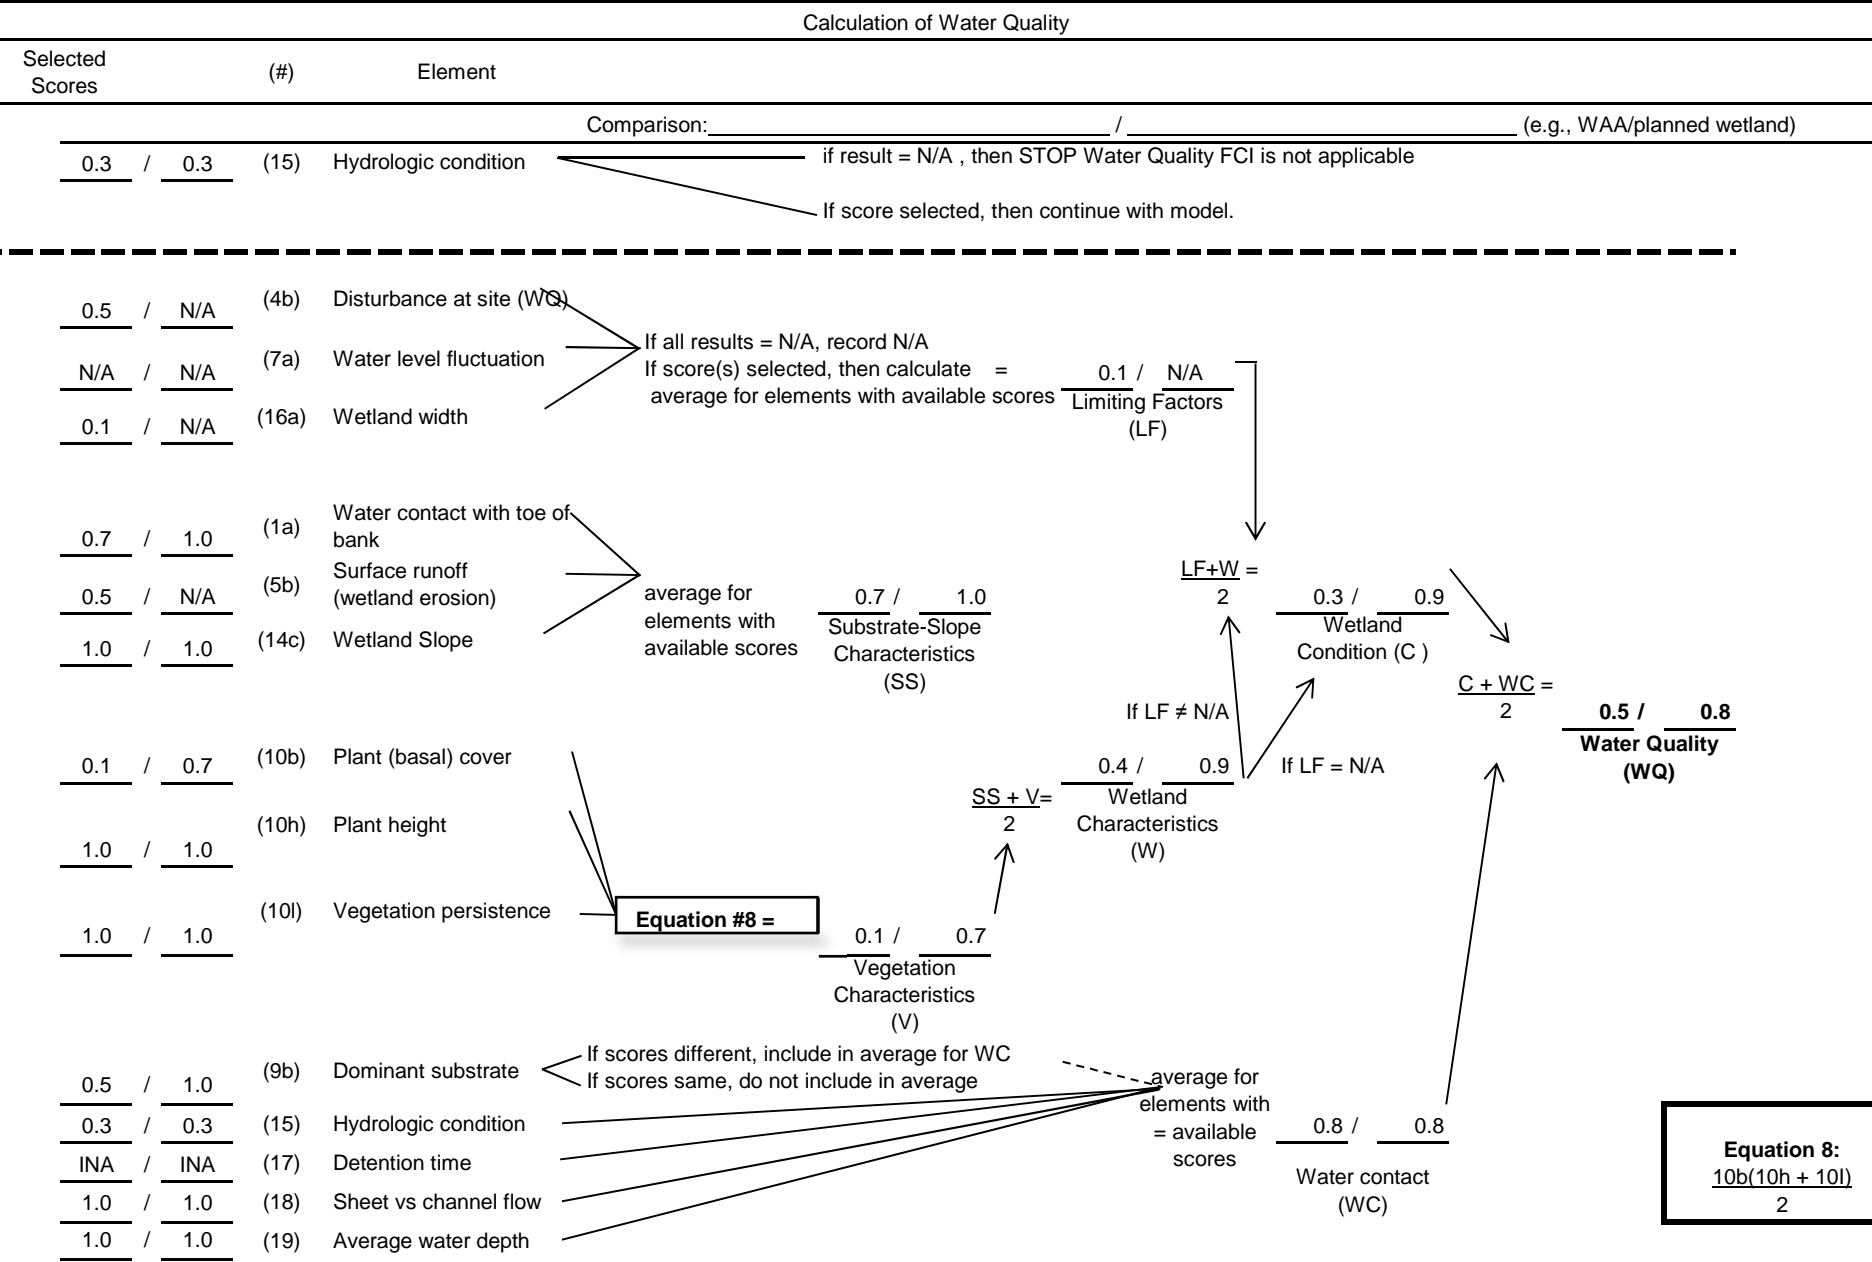 Calculation of Water Quality
Selected
Scores
(#)
Element
Comparison: / (e.g., WAA/planned wetland)
0.3 / 0.3 (15) Hydrologic condition
if result = N/A , then STOP Water Quality FCI is not applicable
If score selected, then continue with model.
0.5 / N/A (4b) Disturbance at site (WQ)
N/A / N/A (7a) Water level fluctuation
0.1 / N/A (16a) Wetland width
If all results = N/A, record N/A
If score(s) selected, then calculate =
average for elements with available scores
0.1 / N/A
Limiting Factors
(LF)
0.7 / 1.0 (1a) Water contact with toe of
bank
0.5 / N/A (5b) Surface runoff
(wetland erosion)
1.0 / 1.0 (14c) Wetland Slope
average for
elements with
available scores
0.7 / 1.0
Substrate-Slope
Characteristics
(SS)
LF+W =
2
0.3 / 0.9
Wetland
Condition (C )
If LF ≠ N/A
If LF = N/A
C + WC =
2
0.5 / 0.8
Water Quality
(WQ)
0.1 / 0.7 (10b) Plant (basal) cover
1.0 / 1.0 (10h) Plant height
1.0 / 1.0 (10l) Vegetation persistence
Equation #8 =
0.1 / 0.7
Vegetation
Characteristics
(V)
SS + V=
2
0.4 / 0.9
Wetland
Characteristics
(W)
0.5 / 1.0 (9b) Dominant substrate
If scores different, include in average for WC
If scores same, do not include in average
0.3 / 0.3 (15) Hydrologic condition
INA / INA (17) Detention time
1.0 / 1.0 (18) Sheet vs channel flow
1.0 / 1.0 (19) Average water depth
average for
elements with
= available
scores
0.8 / 0.8
Water contact
(WC)
Equation 8:
10b(10h + 10l)
2